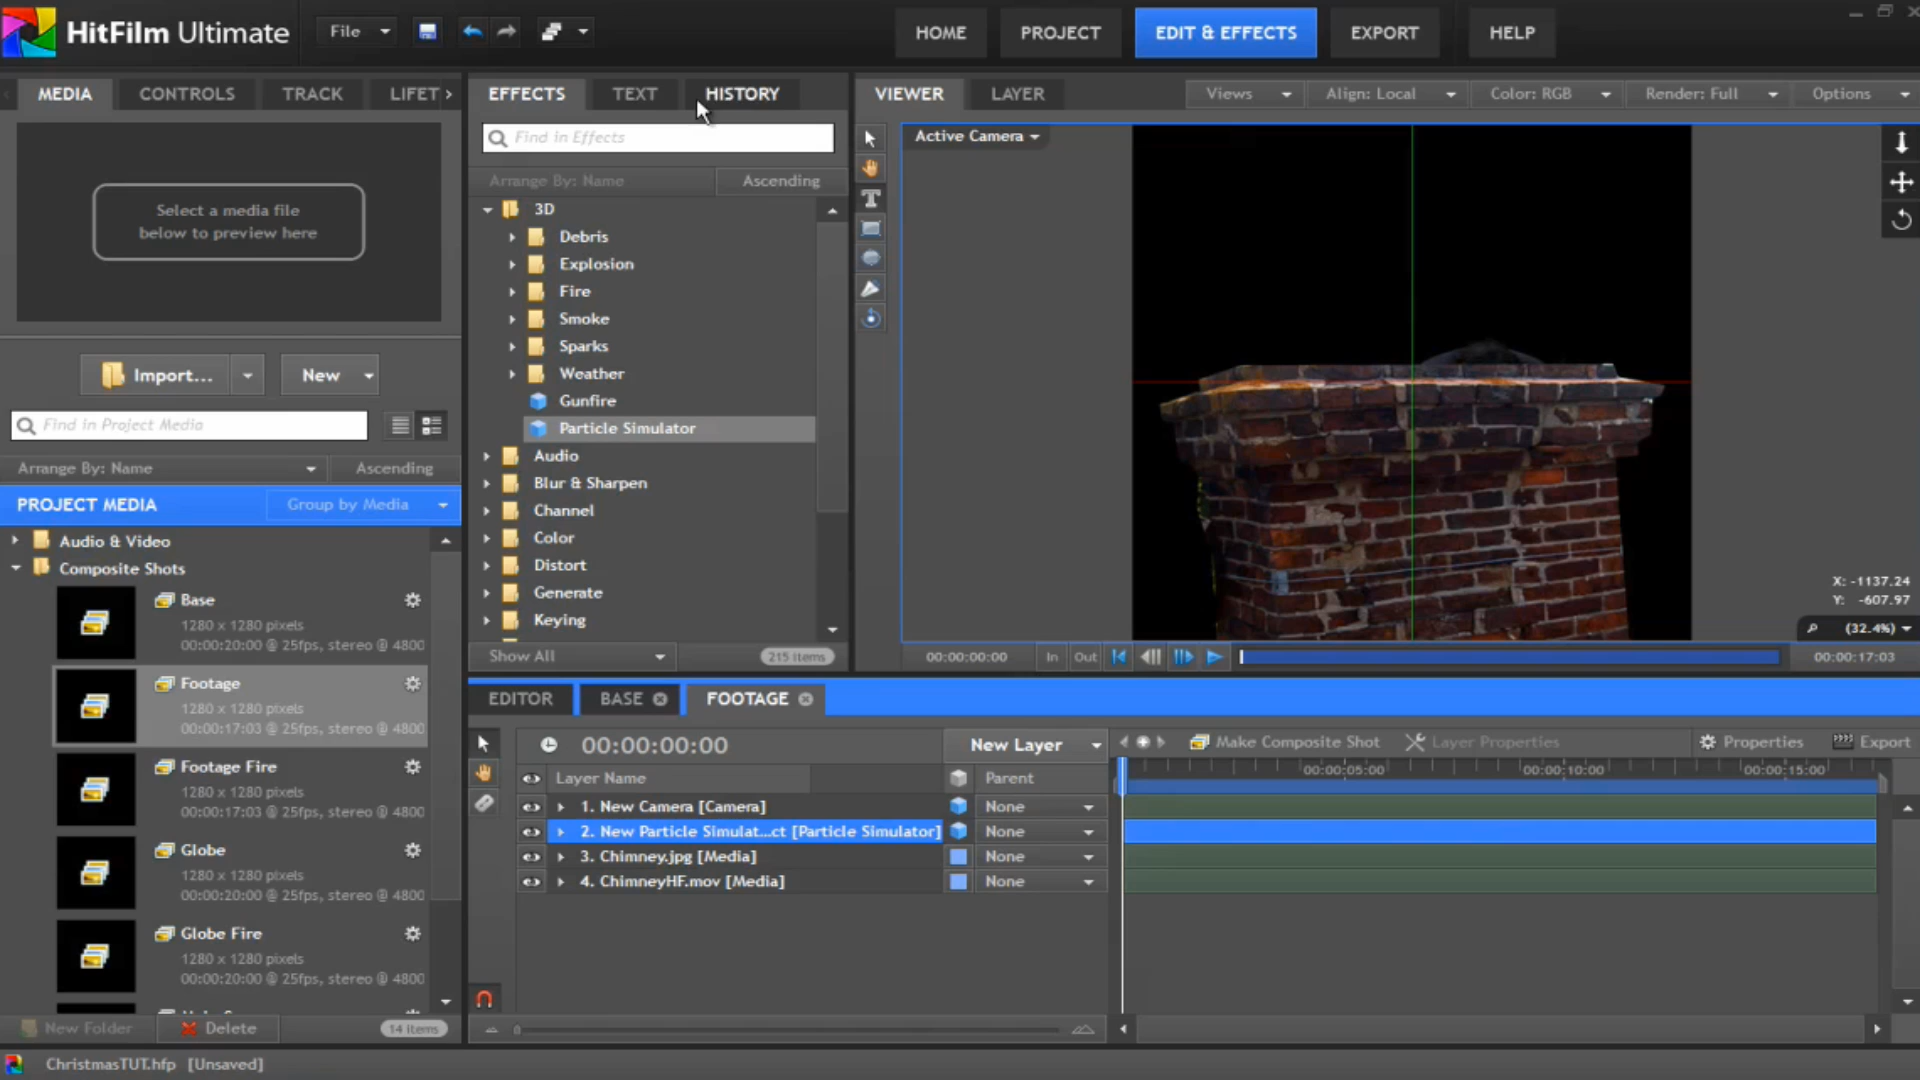 HitFilm Ultimate
File
HOME
PROJECT
EDIT & EFFECTS
EXPORT
HELP
MEDIA
CONTROLS
TRACK
LIFET
EFFECTS
TEXT
HISTORY
VIEWER
LAYER
Views
Align: Local
Color: RGB
Render: Full
Options
Select a media file
below to preview here
Import...
New
Find in Project Media
Arrange By: Name
Ascending
PROJECT MEDIA
Group by Media
Audio & Video
Composite Shots
Base
1280 x 1280 pixels
00:00:20:00 @ 25fps, stereo @ 4800
Footage
1280 x 1280 pixels
00:00:17:03 @ 25fps, stereo @ 4800
Footage Fire
1280 x 1280 pixels
00:00:17:03 @ 25fps, stereo @ 4800
Globe
1280 x 1280 pixels
00:00:20:00 @ 25fps, stereo @ 4800
Globe Fire
1280 x 1280 pixels
00:00:20:00 @ 25fps, stereo @ 4800
New Folder
Delete
14 Items
Find in Effects
Arrange By: Name
Ascending
3D
Debris
Explosion
Fire
Smoke
Sparks
Weather
Gunfire
Particle Simulator
Audio
Blur & Sharpen
Channel
Color
Distort
Generate
Keying
Show All
215 Items
Active Camera
X: -1137.24
Y: -607.97
(32.4%)
00:00:00:00
In
Out
00:00:17:03
EDITOR
BASE
FOOTAGE
00:00:00:00
New Layer
Make Composite Shot
Layer Properties
Properties
Export
Layer Name
Parent
00:00:05:00
00:00:10:00
00:00:15:00
1. New Camera [Camera]
None
2. New Particle Simulat...ct [Particle Simulator]
None
3. Chimney.jpg [Media]
None
4. ChimneyHF.mov [Media]
None
ChristmasTUT.hfp [Unsaved]